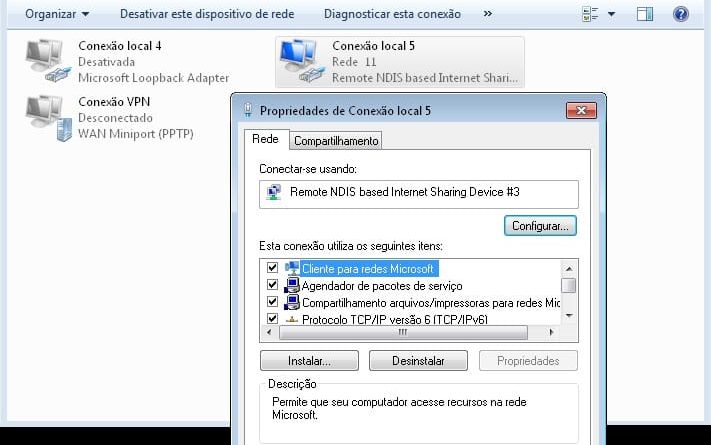 Organizar
Desativar este dispositivo de rede
Diagnosticar esta conexão
»
Conexão local 4
Desativada
Microsoft Loopback Adapter
Conexão local 5
Rede 11
Remote NDIS based Internet Shari...
Conexão VPN
Desconectado
WAN Miniport (PPTP)
Propriedades de Conexão local 5
Rede
Compartilhamento
Conectar-se usando:
Remote NDIS based Internet Sharing Device #3
Configurar...
Esta conexão utiliza os seguintes itens:
Cliente para redes Microsoft
Agendador de pacotes de serviço
Compartilhamento arquivos/impressoras para redes Mic
Protocolo TCP/IP versão 6 (TCP/IPv6)
Instalar...
Desinstalar
Propriedades
Descrição
Permite que seu computador acesse recursos na rede
Microsoft.